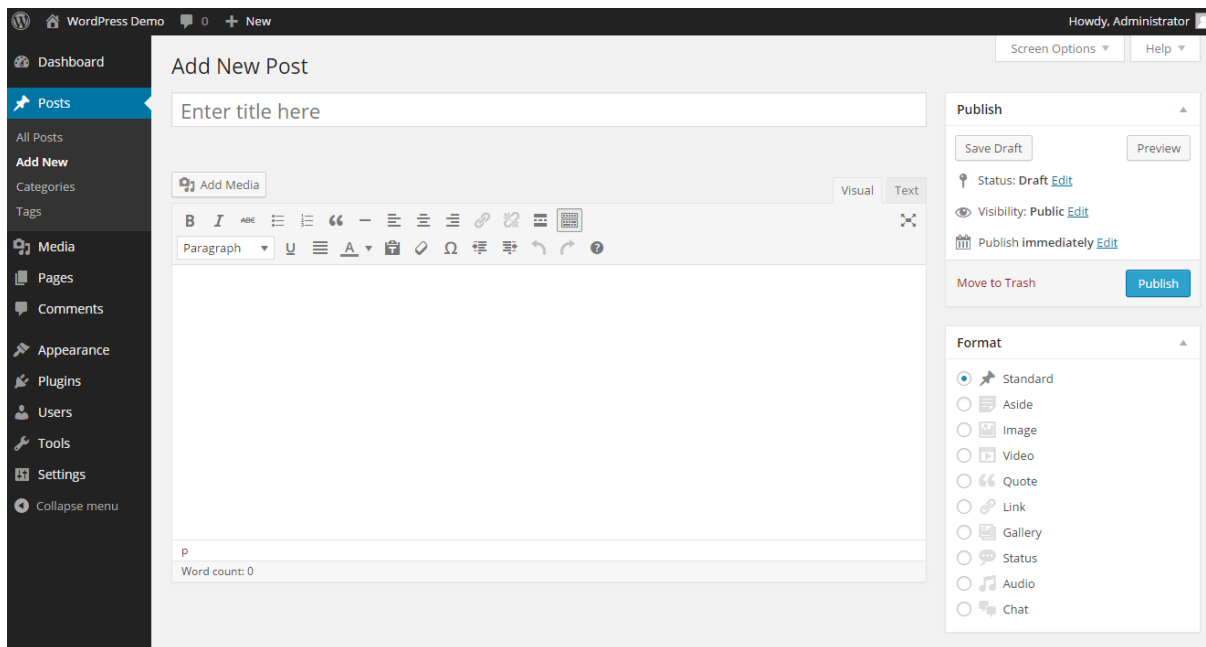 WordPress Demo 0 + New Howdy, Administrator
Screen Options Help
Dashboard
Posts
All Posts
Add New
Categories
Tags
Media
Pages
Comments
Appearance
Plugins
Users
Tools
Settings
Collapse menu
Add New Post
Enter title here
Add Media
Visual Text
B I ABC
Paragraph U A Ω
p
Word count: 0
Publish
Save Draft Preview
Status: Draft Edit
Visibility: Public Edit
Publish immediately Edit
Move to Trash Publish
Format
Standard
Aside
Image
Video
Quote
Link
Gallery
Status
Audio
Chat